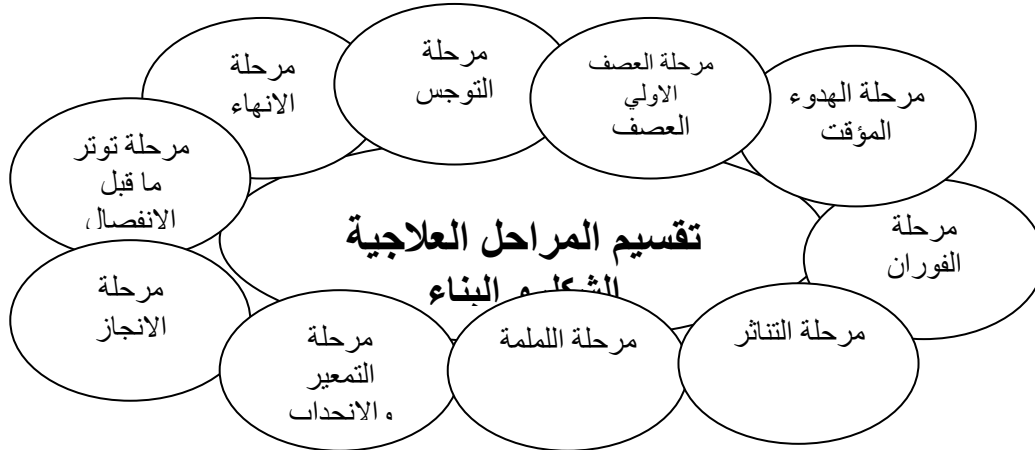 مرحلة
التوجس
مرحلة العصف
الاولي
العصف
مرحلة الهدوء
المؤقت
مرحلة
الفوران
مرحلة التناثر
مرحلة اللملمة
مرحلة
التمعير
و الانجداب
مرحلة
الانجاز
مرحلة توتر
ما قبل
الانفصال
مرحلة
الانهاء
تقسيم المراحل العلاجية
الشكل و البناء